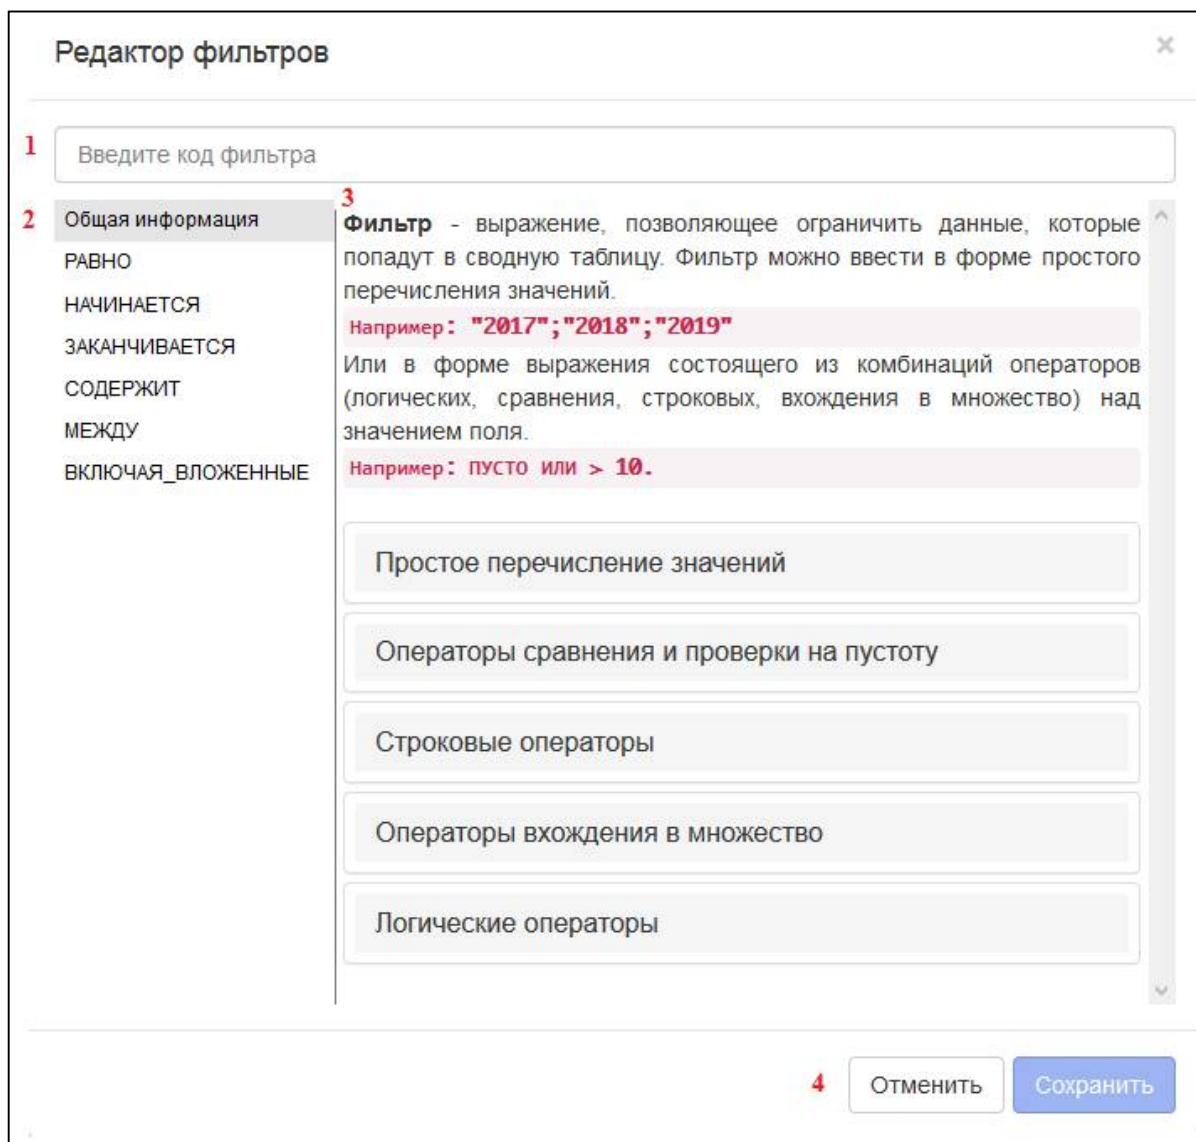 Редактор фильтров ×
1 Введите код фильтра
2 Общая информация
РАВНО
НАЧИНАЕТСЯ
ЗАКАНЧИВАЕТСЯ
СОДЕРЖИТ
МЕЖДУ
ВКЛЮЧАЯ_ВЛОЖЕННЫЕ
3
Фильтр - выражение, позволяющее ограничить данные, которые
попадут в сводную таблицу. Фильтр можно ввести в форме простого
перечисления значений.
Например: "2017";"2018";"2019"
Или в форме выражения состоящего из комбинаций операторов
(логических, сравнения, строковых, вхождения в множество) над
значением поля.
Например: ПУСТО ИЛИ > 10.
Простое перечисление значений
Операторы сравнения и проверки на пустоту
Строковые операторы
Операторы вхождения в множество
Логические операторы
4 Отменить Сохранить